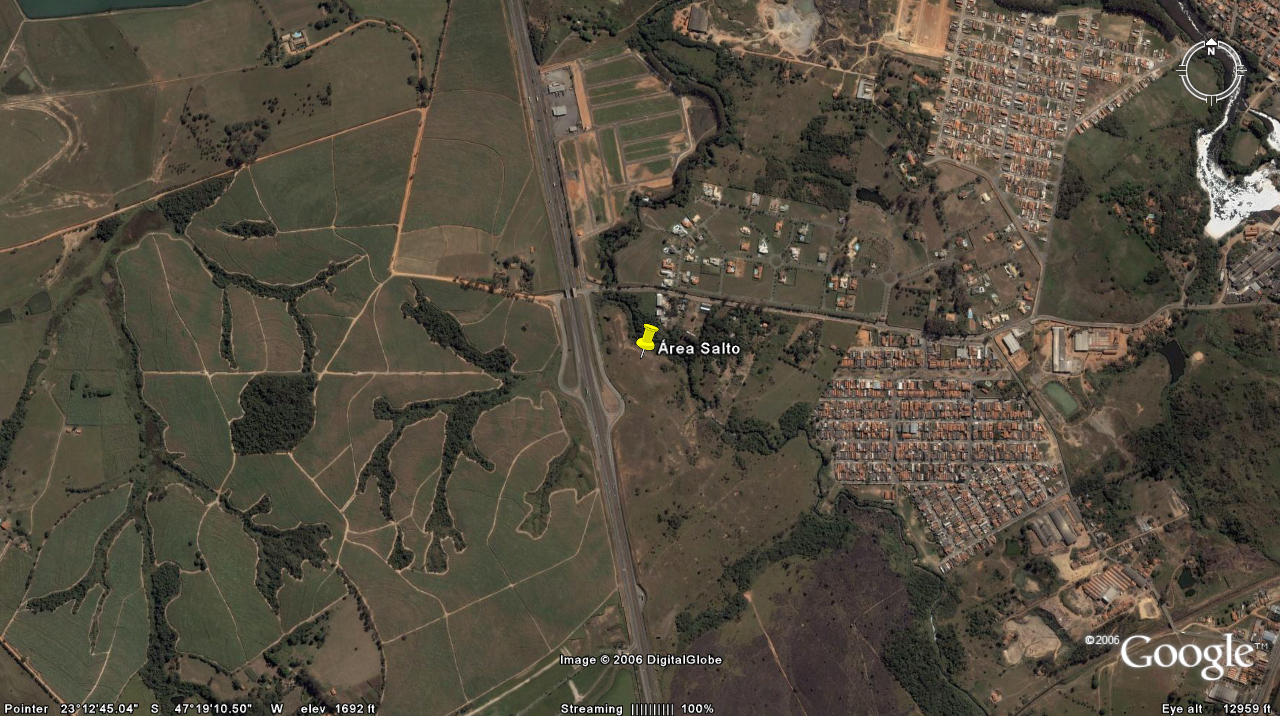 N
Área Salto
Image © 2006 DigitalGlobe
©2006 Google™
Pointer 23°12'45.04" S 47°19'10.50" W elev 1692 ft Streaming ||||||||| 100% Eye alt 12959 ft